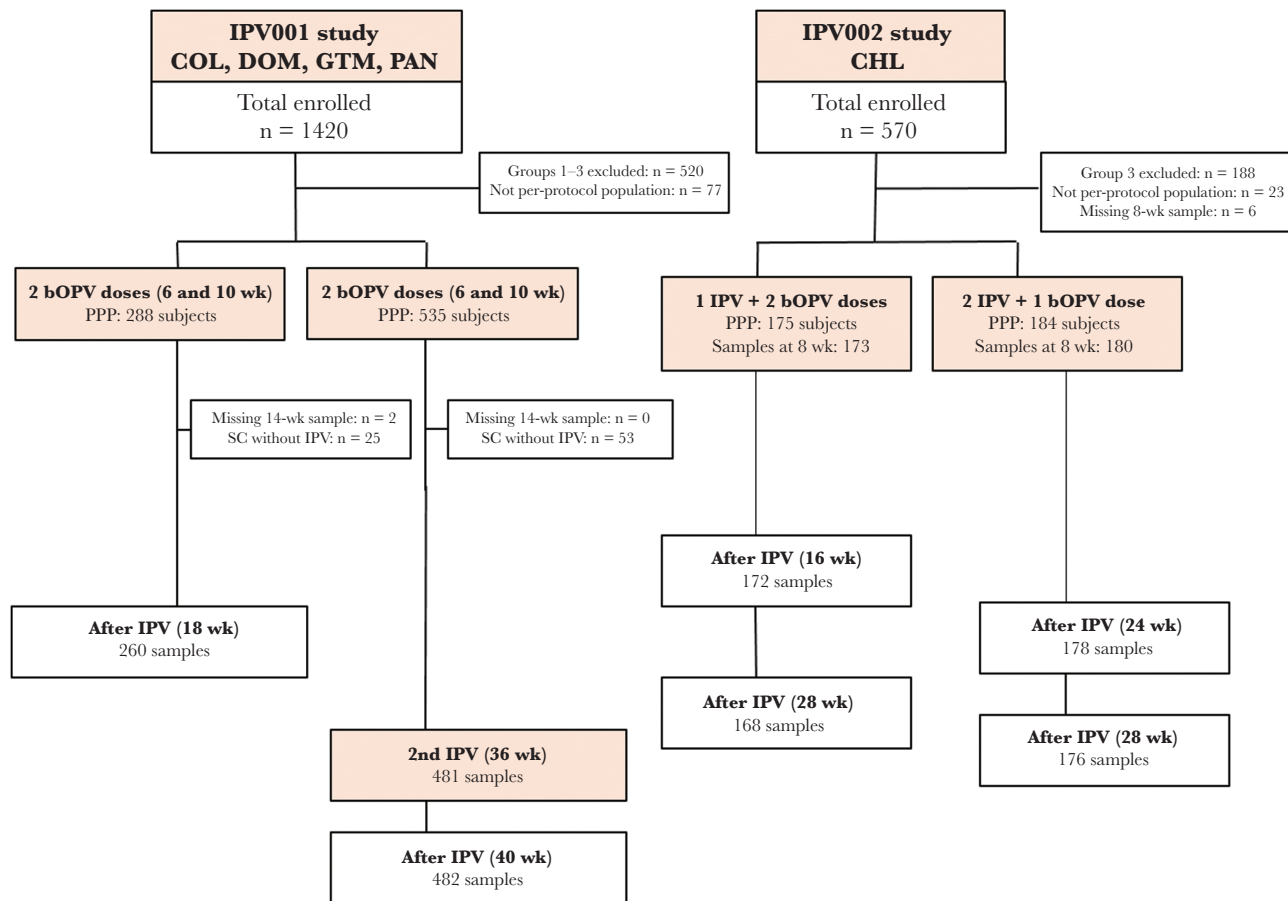 IPV001 study
COL, DOM, GTM, PAN
Total enrolled
n = 1420
Groups 1–3 excluded: n = 520
Not per-protocol population: n = 77
2 bOPV doses (6 and 10 wk)
PPP: 288 subjects
2 bOPV doses (6 and 10 wk)
PPP: 535 subjects
Missing 14-wk sample: n = 2
SC without IPV: n = 25
Missing 14-wk sample: n = 0
SC without IPV: n = 53
After IPV (18 wk)
260 samples
2nd IPV (36 wk)
481 samples
After IPV (40 wk)
482 samples
IPV002 study
CHL
Total enrolled
n = 570
Group 3 excluded: n = 188
Not per-protocol population: n = 23
Missing 8-wk sample: n = 6
1 IPV + 2 bOPV doses
PPP: 175 subjects
Samples at 8 wk: 173
2 IPV + 1 bOPV dose
PPP: 184 subjects
Samples at 8 wk: 180
After IPV (16 wk)
172 samples
After IPV (28 wk)
168 samples
After IPV (24 wk)
178 samples
After IPV (28 wk)
176 samples